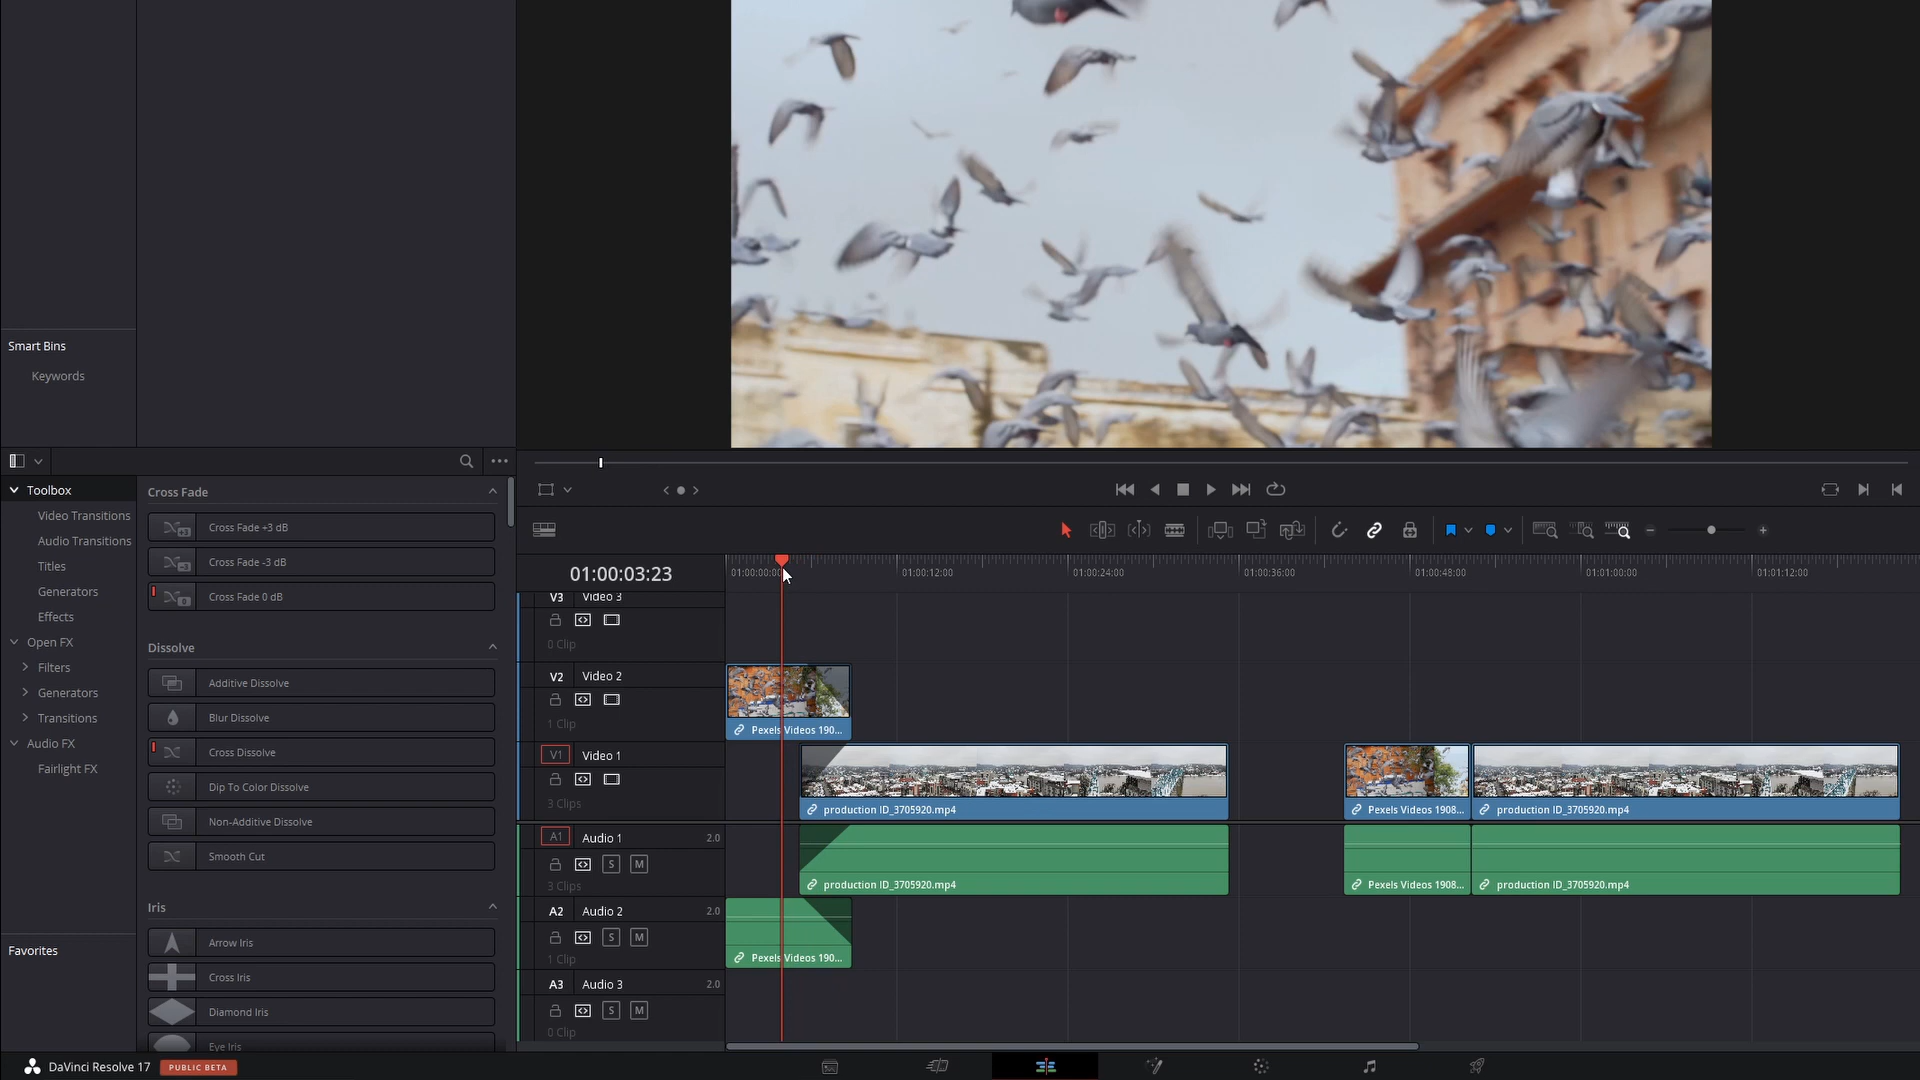 Smart Bins
Keywords
Toolbox
Video Transitions
Audio Transitions
Titles
Generators
Effects
Open FX
Filters
Generators
Transitions
Audio FX
Fairlight FX
Favorites
Cross Fade
Cross Fade +3 dB
Cross Fade -3 dB
Cross Fade 0 dB
Dissolve
Additive Dissolve
Blur Dissolve
Cross Dissolve
Dip To Color Dissolve
Non-Additive Dissolve
Smooth Cut
Iris
Arrow Iris
Cross Iris
Diamond Iris
Eye Iris
01:00:03:23
01:00:00:00
01:00:12:00
01:00:24:00
01:00:36:00
01:00:48:00
01:01:00:00
01:01:12:00
V3 Video 3
0 Clip
V2 Video 2
1 Clip
Pexels Videos 190...
V1 Video 1
3 Clips
production ID_3705920.mp4
Pexels Videos 1908...
production ID_3705920.mp4
A1 Audio 1 2.0
S M
3 Clips
production ID_3705920.mp4
Pexels Videos 1908...
production ID_3705920.mp4
A2 Audio 2 2.0
S M
1 Clip
Pexels Videos 190...
A3 Audio 3 2.0
S M
0 Clip
DaVinci Resolve 17
PUBLIC BETA